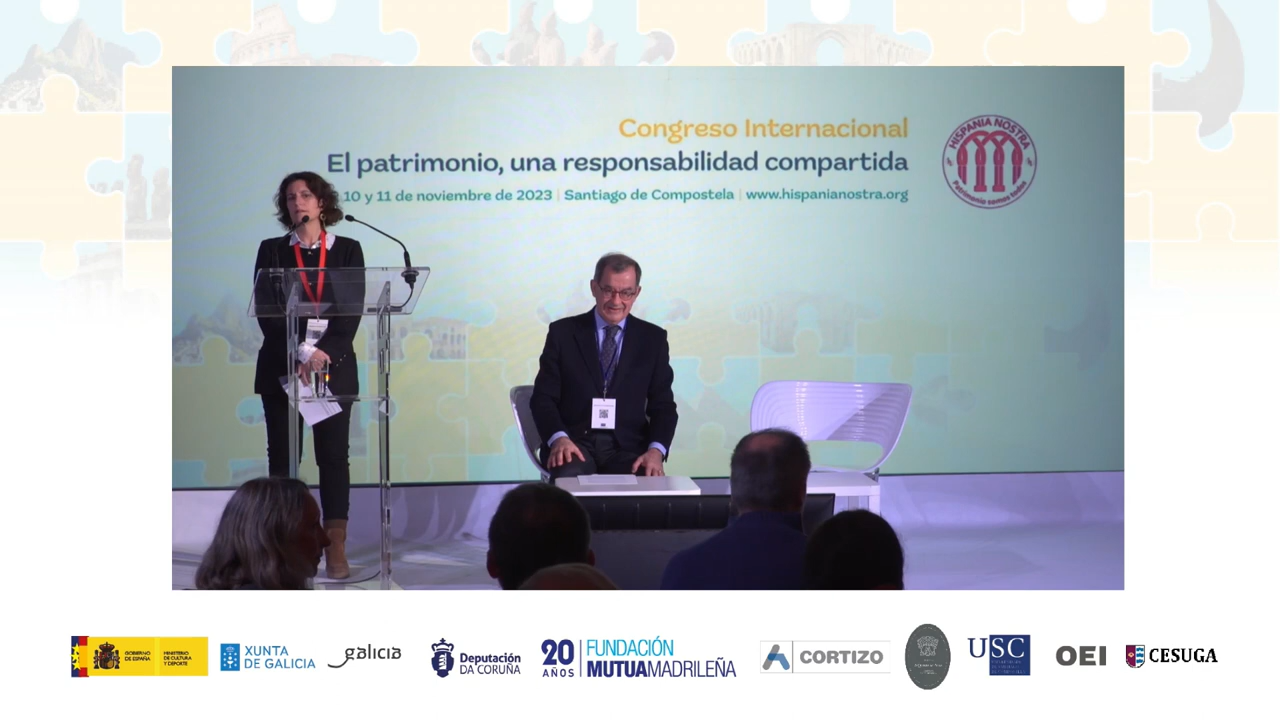 Congreso Internacional
El patrimonio, una responsabilidad compartida
10 y 11 de noviembre de 2023 | Santiago de Compostela | www.hispanianostra.org
HISPANIA NOSTRA
Patrimonio somos todos
GOBIERNO DE ESPAÑA
MINISTERIO DE CULTURA Y DEPORTE
XUNTA DE GALICIA
galicia
Deputación DA CORUÑA
20 AÑOS
FUNDACIÓN MUTUAMADRILEÑA
CORTIZO
USC
OEI
CESUGA